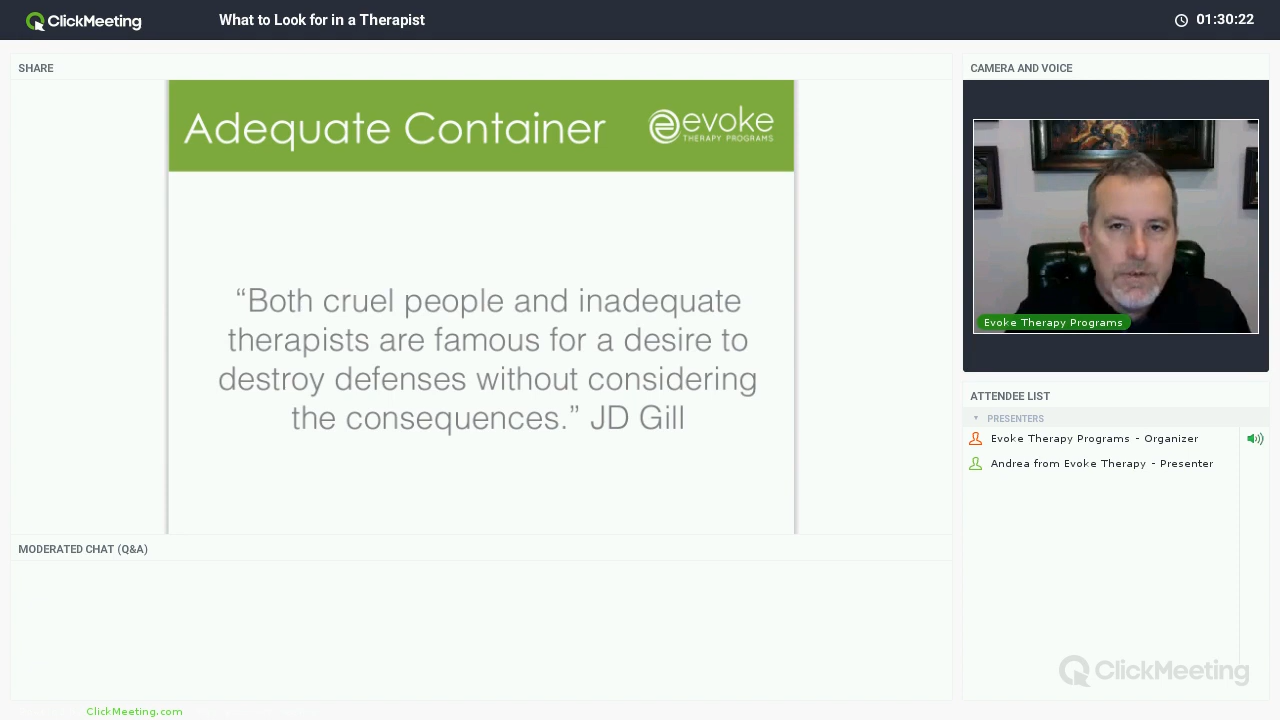 ClickMeeting
What to Look for in a Therapist
01:30:22
SHARE
Adequate Container
evoke
THERAPY PROGRAMS
“Both cruel people and inadequate
therapists are famous for a desire to
destroy defenses without considering
the consequences.” JD Gill
MODERATED CHAT (Q&A)
CAMERA AND VOICE
Evoke Therapy Programs
ATTENDEE LIST
PRESENTERS
Evoke Therapy Programs - Organizer
Andrea from Evoke Therapy - Presenter
ClickMeeting
ClickMeeting.com